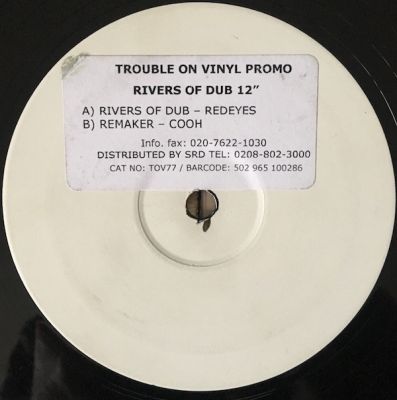 TROUBLE ON VINYL PROMO
RIVERS OF DUB 12"
A) RIVERS OF DUB – REDEYES
B) REMAKER – COOH
Info. fax: 020-7622-1030
DISTRIBUTED BY SRD TEL: 0208-802-3000
CAT NO: TOV77 / BARCODE: 502 965 100286